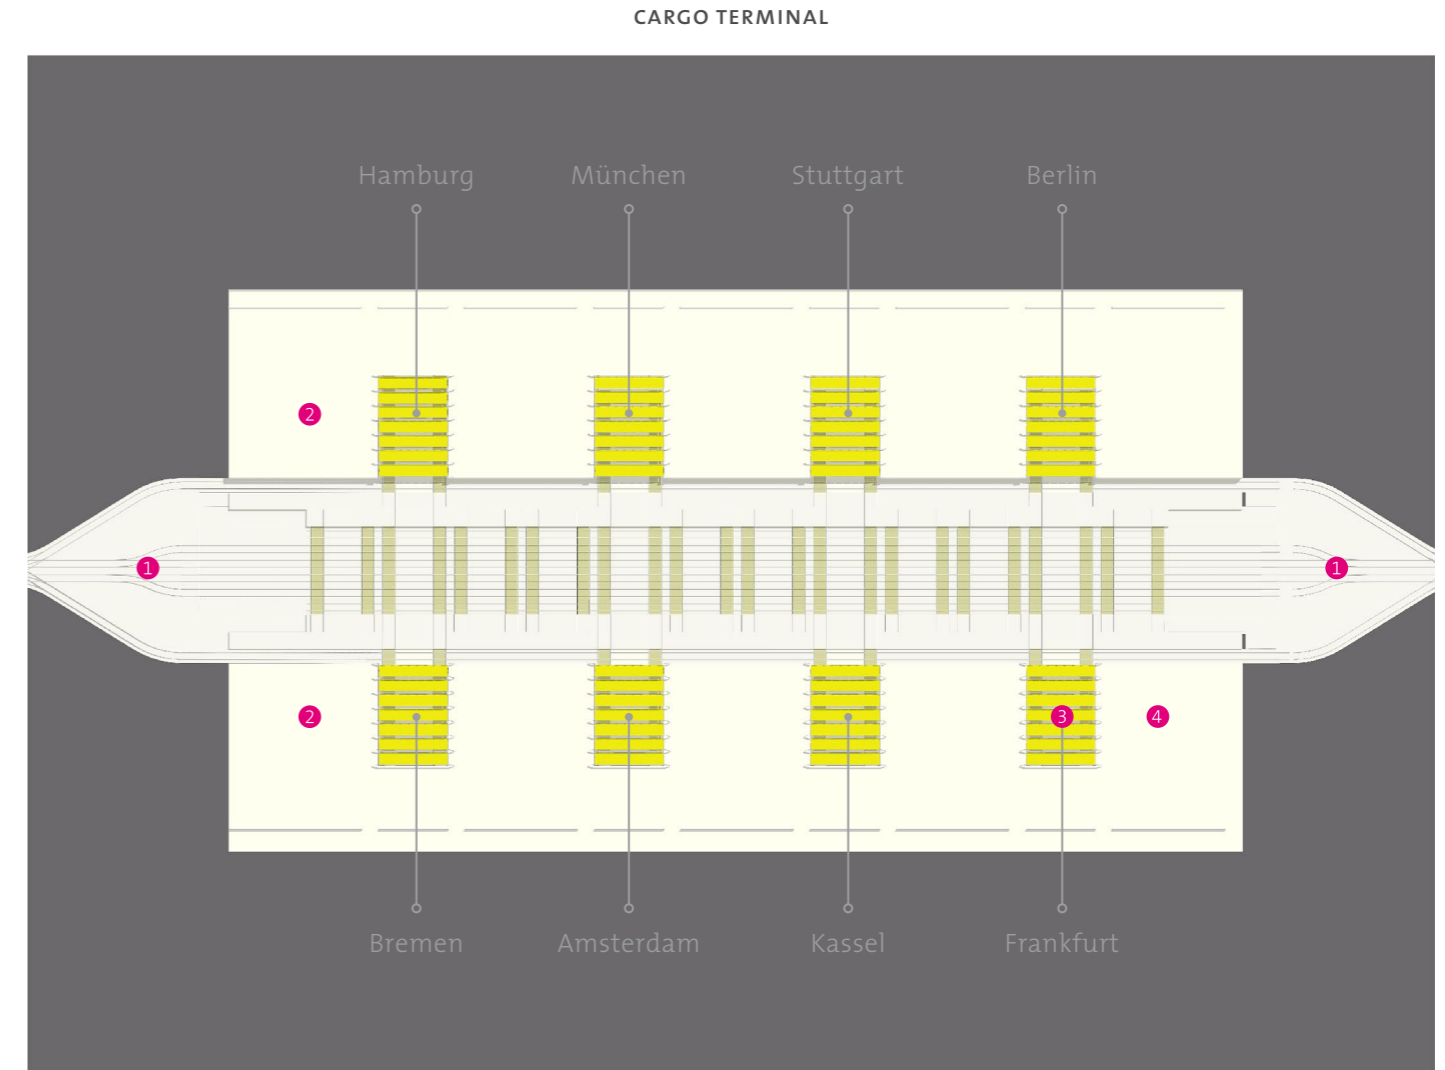 CARGO TERMINAL
Hamburg München Stuttgart Berlin
2
1 1
2 3 4
Bremen Amsterdam Kassel Frankfurt